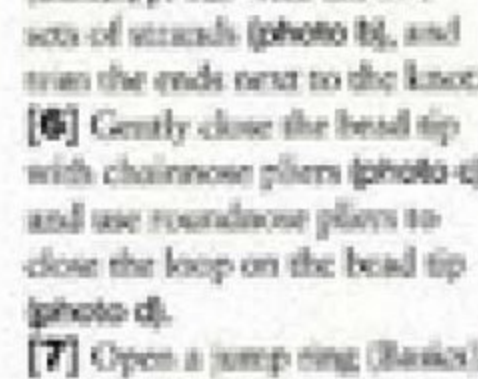 sets of strands (photo b), and
trim the ends next to the knot.
[6] Gently close the bead tip
with chainnose pliers (photo c)
and use roundnose pliers to
close the loop on the bead tip
(photo d).
[7] Open a jump ring (Basics)